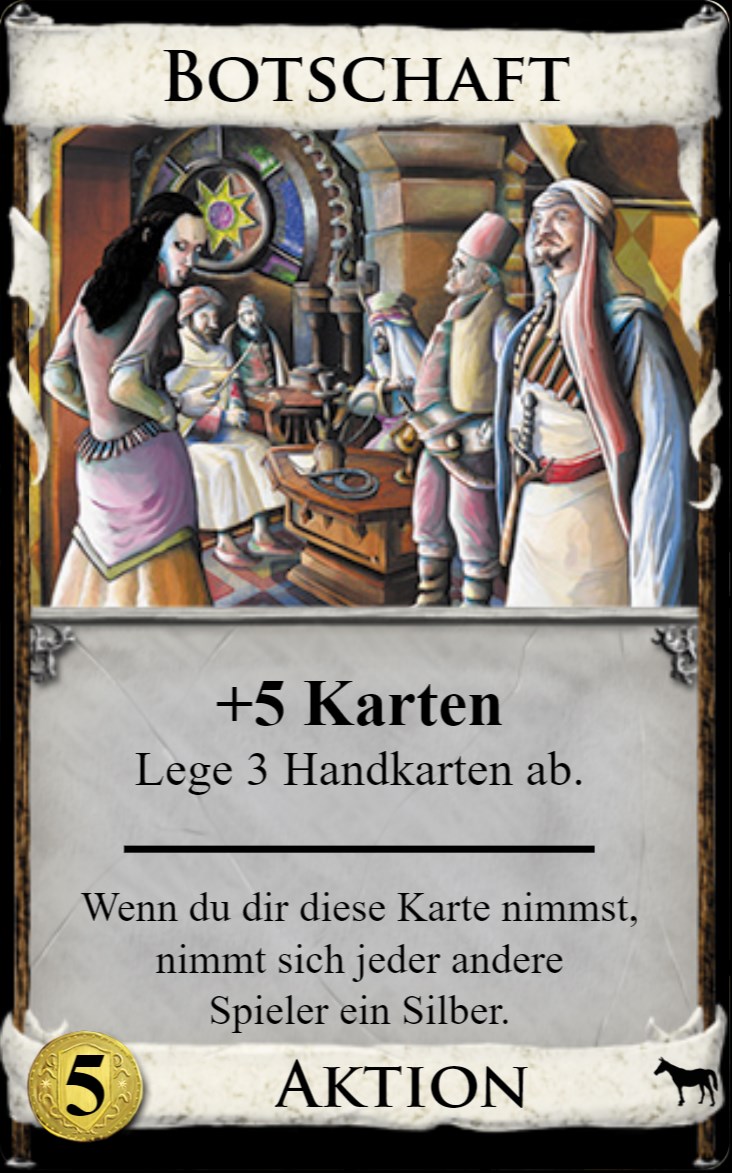 BOTSCHAFT
+5 Karten
Lege 3 Handkarten ab.
Wenn du dir diese Karte nimmst,
nimmt sich jeder andere
Spieler ein Silber.
5
AKTION